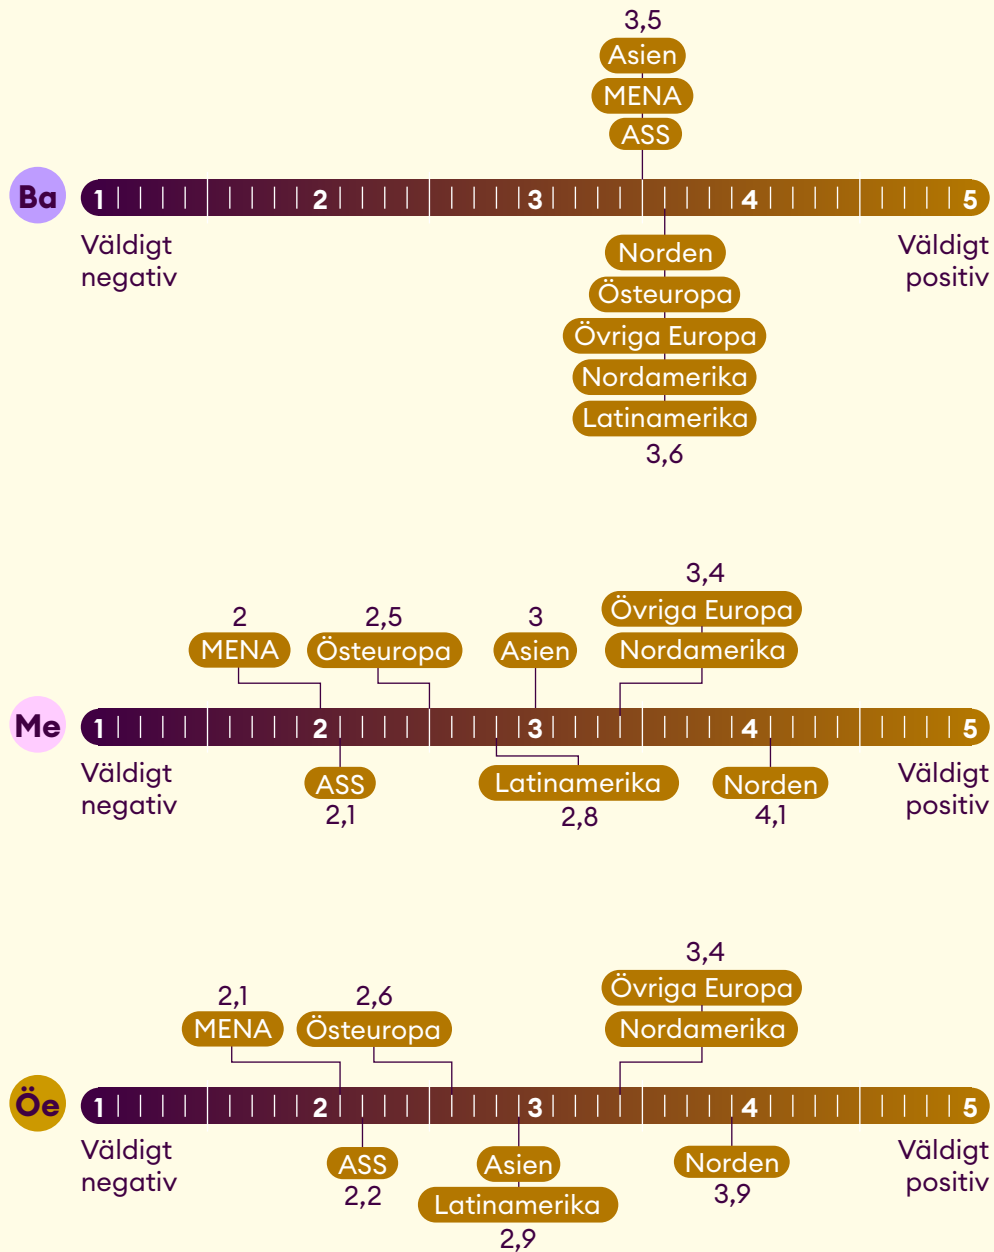 3,5
Asien
MENA
ASS
Ba
1 2 3 4 5
Väldigt negativ
Väldigt positiv
Norden
Östeuropa
Övriga Europa
Nordamerika
Latinamerika
3,6
3,4
Övriga Europa
2 2,5 3
MENA Östeuropa Asien Nordamerika
Me
1 2 3 4 5
Väldigt negativ
ASS Latinamerika Norden
2,1 2,8 4,1
Väldigt positiv
3,4
Övriga Europa
2,1 2,6
MENA Östeuropa Nordamerika
Öe
1 2 3 4 5
Väldigt negativ
ASS Asien Norden
2,2 Latinamerika 3,9
2,9
Väldigt positiv